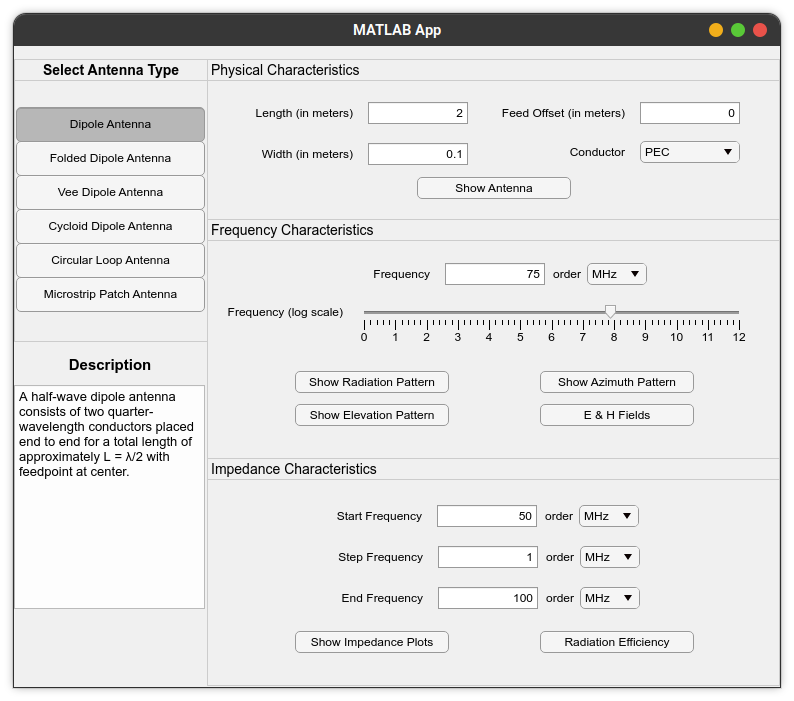 MATLAB App
Select Antenna Type
Dipole Antenna
Folded Dipole Antenna
Vee Dipole Antenna
Cycloid Dipole Antenna
Circular Loop Antenna
Microstrip Patch Antenna
Description
A half-wave dipole antenna
consists of two quarter-
wavelength conductors placed
end to end for a total length of
approximately L = λ/2 with
feedpoint at center.
Physical Characteristics
Length (in meters) 2 Feed Offset (in meters) 0
Width (in meters) 0.1 Conductor PEC
Show Antenna
Frequency Characteristics
Frequency 75 order MHz
Frequency (log scale)
0 1 2 3 4 5 6 7 8 9 10 11 12
Show Radiation Pattern Show Azimuth Pattern
Show Elevation Pattern E & H Fields
Impedance Characteristics
Start Frequency 50 order MHz
Step Frequency 1 order MHz
End Frequency 100 order MHz
Show Impedance Plots Radiation Efficiency